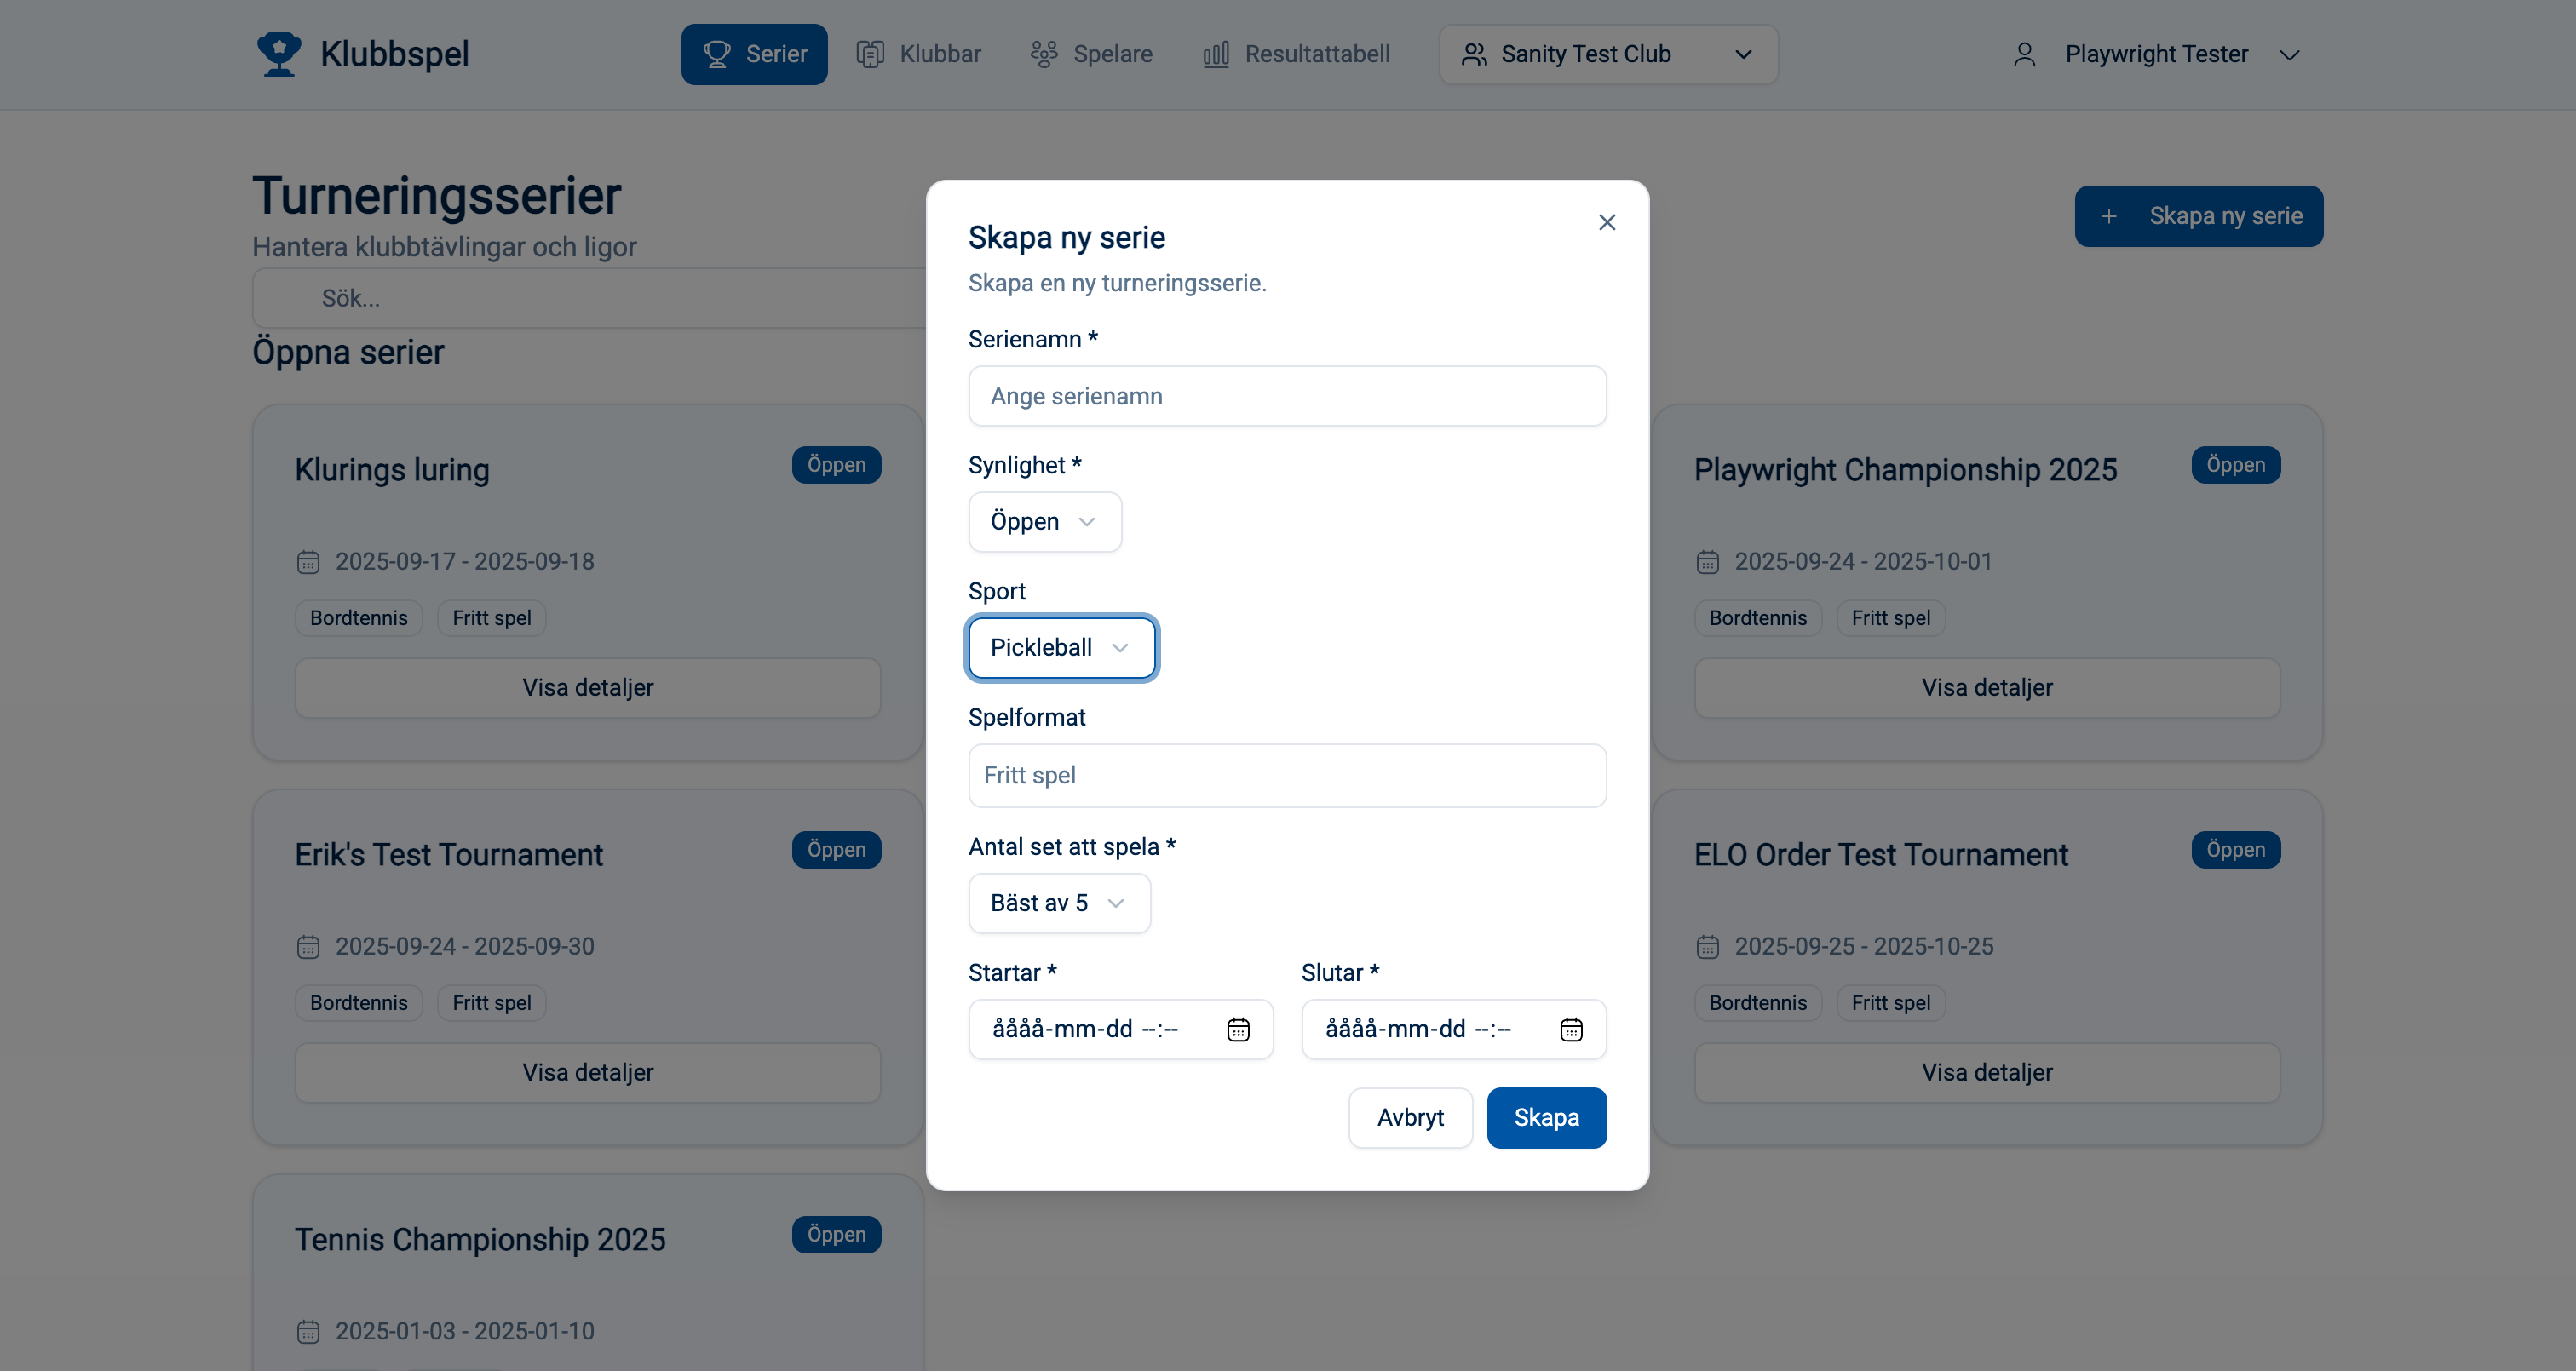 Klubbspel
Serier
Klubbar
Spelare
Resultattabell
Sanity Test Club
Playwright Tester
Turneringsserier
Hantera klubbtävlingar och ligor
Skapa ny serie
Sök...
Öppna serier
Klurings luring
Öppen
2025-09-17 - 2025-09-18
Bordtennis
Fritt spel
Visa detaljer
Playwright Championship 2025
Öppen
2025-09-24 - 2025-10-01
Bordtennis
Fritt spel
Visa detaljer
Erik's Test Tournament
Öppen
2025-09-24 - 2025-09-30
Bordtennis
Fritt spel
Visa detaljer
ELO Order Test Tournament
Öppen
2025-09-25 - 2025-10-25
Bordtennis
Fritt spel
Visa detaljer
Tennis Championship 2025
Öppen
2025-01-03 - 2025-01-10
Skapa ny serie
Skapa en ny turneringsserie.
Serienamn *
Ange serienamn
Synlighet *
Öppen
Sport
Pickleball
Spelformat
Fritt spel
Antal set att spela *
Bäst av 5
Startar *
åååå-mm-dd --:--
Slutar *
åååå-mm-dd --:--
Avbryt
Skapa